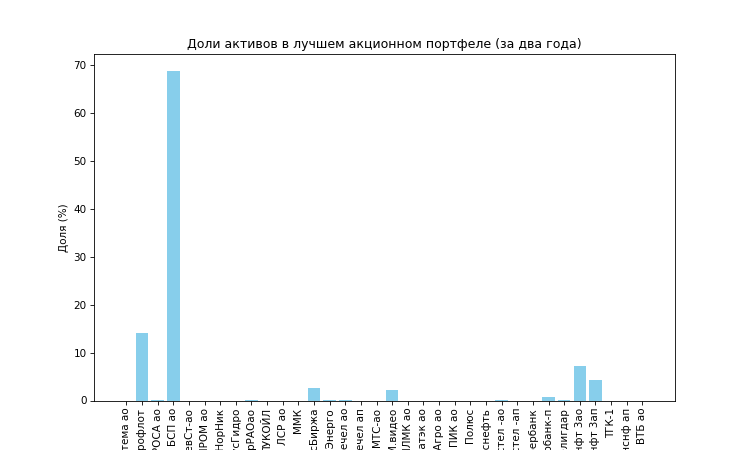 Доли активов в лучшем акционном портфеле (за два года)
Доля (%)
70
60
50
40
30
20
10
0
тема ао
рофлот
РОСА ао
БСП ао
евСт-ао
ПРОМ ао
НорНик
усГидро
рРАОао
ЛУКОЙЛ
ЛСР ао
ММК
сБиржа
Энерго
ечел ао
ечел ап
МТС-ао
М.видео
ЛМК ао
атэк ао
Агро ао
ПИК ао
Полюс
снефть
стел -ао
стел -ап
ербанк
рбанк-п
лигдар
нфт 3ао
нфт 3ап
ТГК-1
нснф ап
ВТБ ао